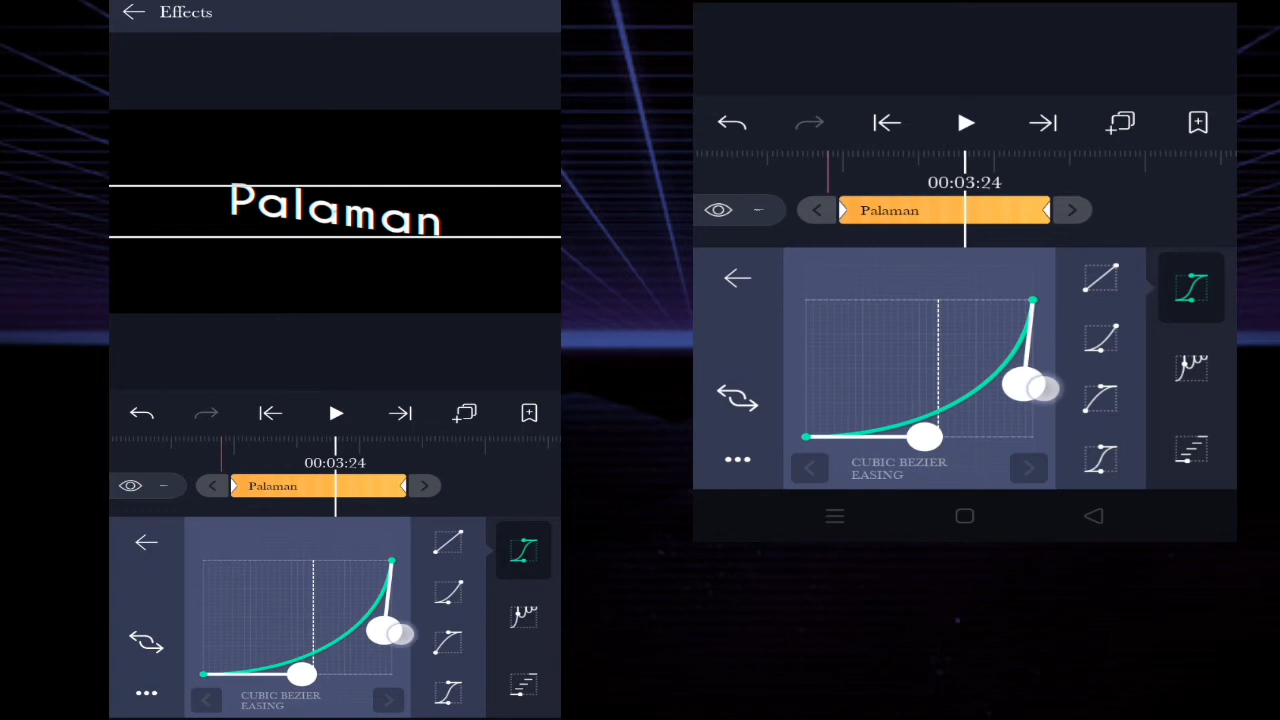 Effects
Palaman
00:03:24
Palaman
CUBIC BEZIER
EASING
00:03:24
Palaman
CUBIC BEZIER
EASING